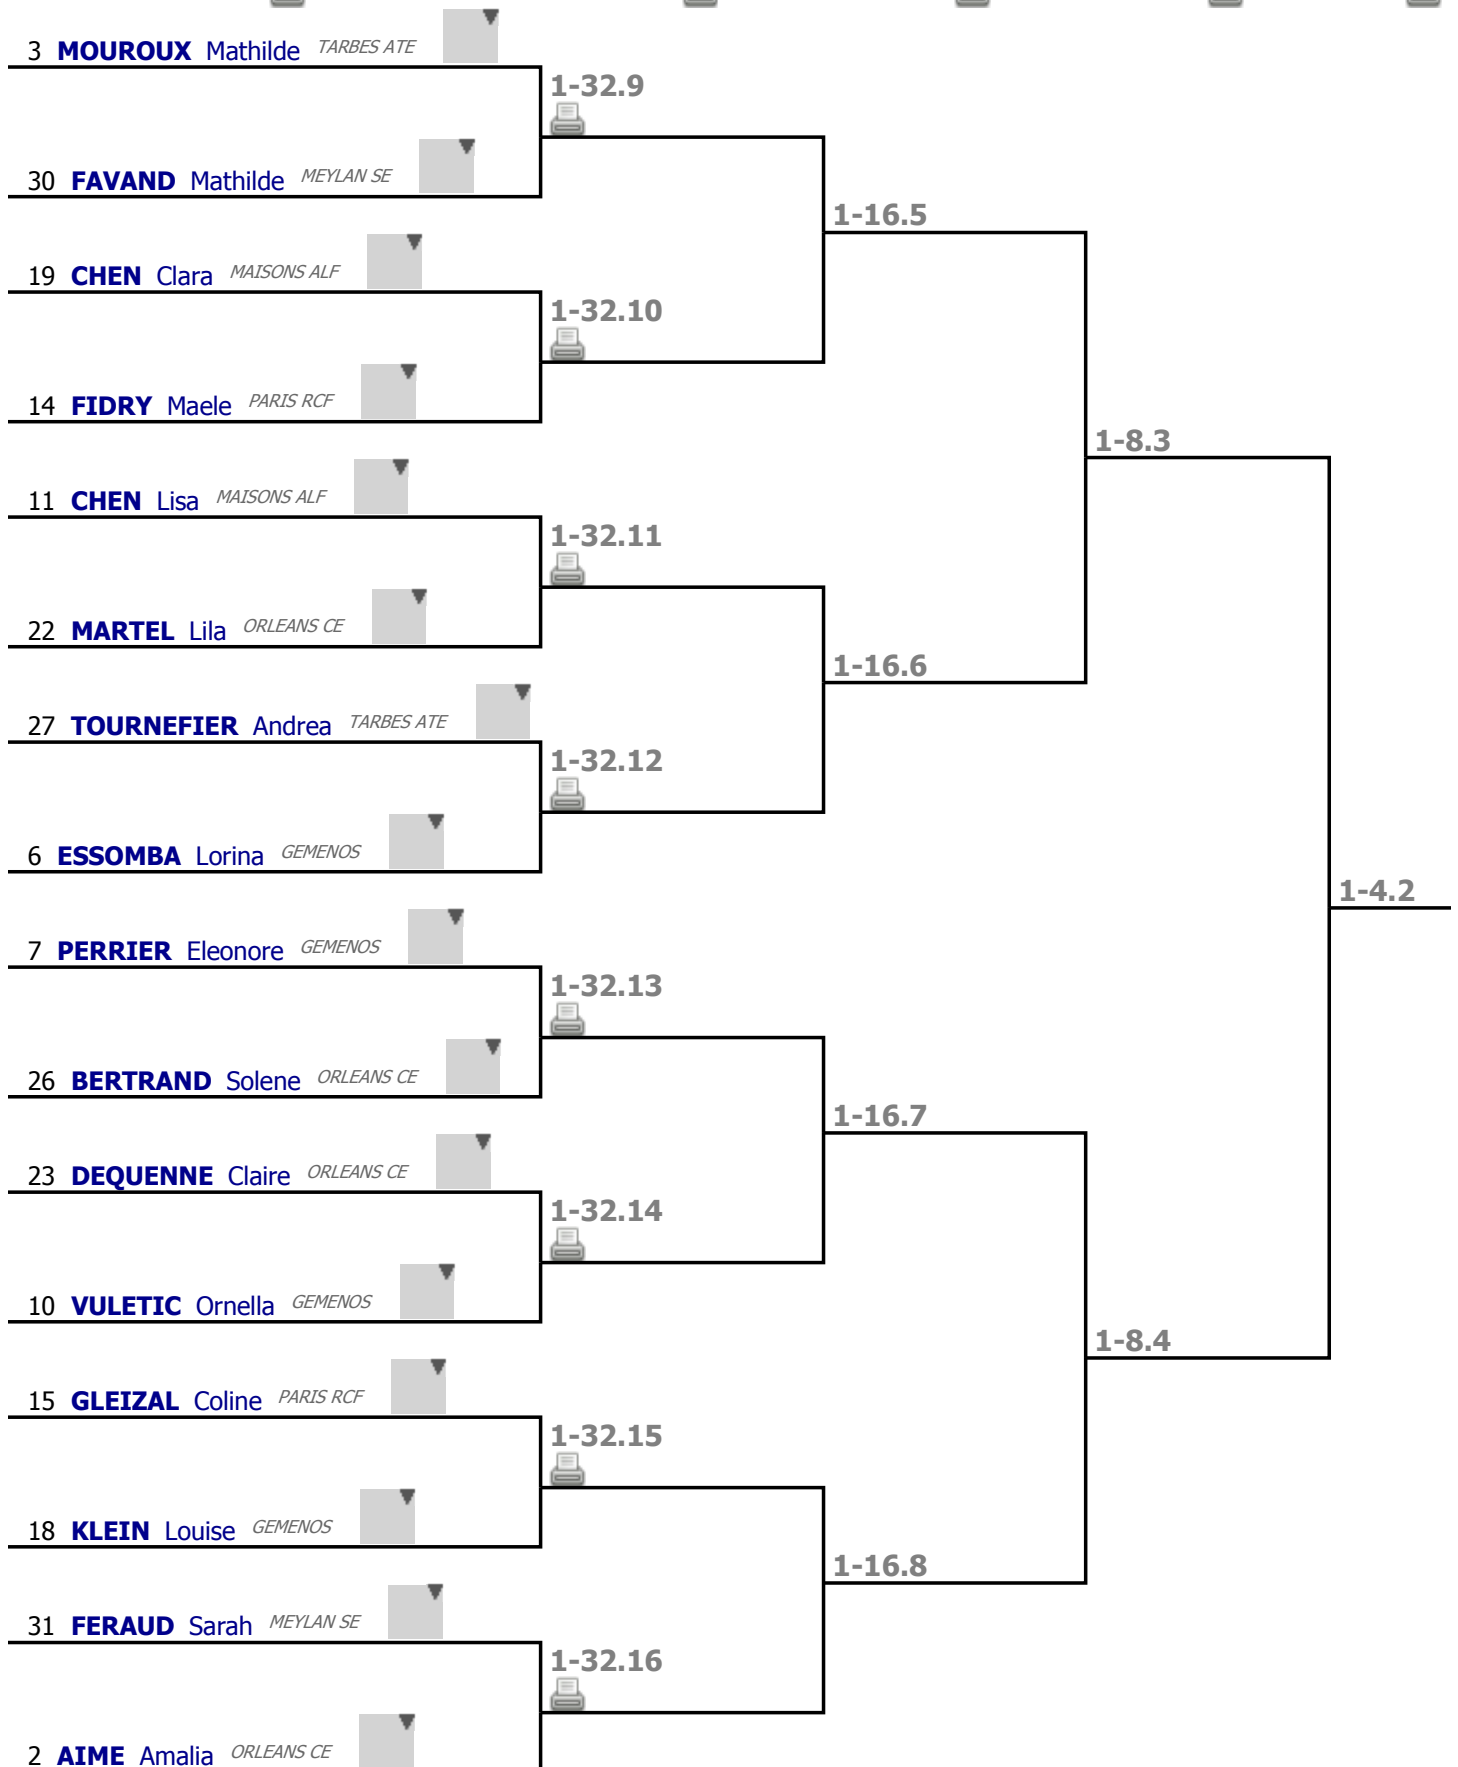 3 MOUROUX Mathilde TARBES ATE
1-32.9
30 FAVAND Mathilde MEYLAN SE
1-16.5
19 CHEN Clara MAISONS ALF
1-32.10
14 FIDRY Maele PARIS RCF
1-8.3
11 CHEN Lisa MAISONS ALF
1-32.11
22 MARTEL Lila ORLEANS CE
1-16.6
27 TOURNEFIER Andrea TARBES ATE
1-32.12
6 ESSOMBA Lorina GEMENOS
1-4.2
7 PERRIER Eleonore GEMENOS
1-32.13
26 BERTRAND Solene ORLEANS CE
1-16.7
23 DEQUENNE Claire ORLEANS CE
1-32.14
10 VULETIC Ornella GEMENOS
1-8.4
15 GLEIZAL Coline PARIS RCF
1-32.15
18 KLEIN Louise GEMENOS
1-16.8
31 FERAUD Sarah MEYLAN SE
1-32.16
2 AIME Amalia ORLEANS CE